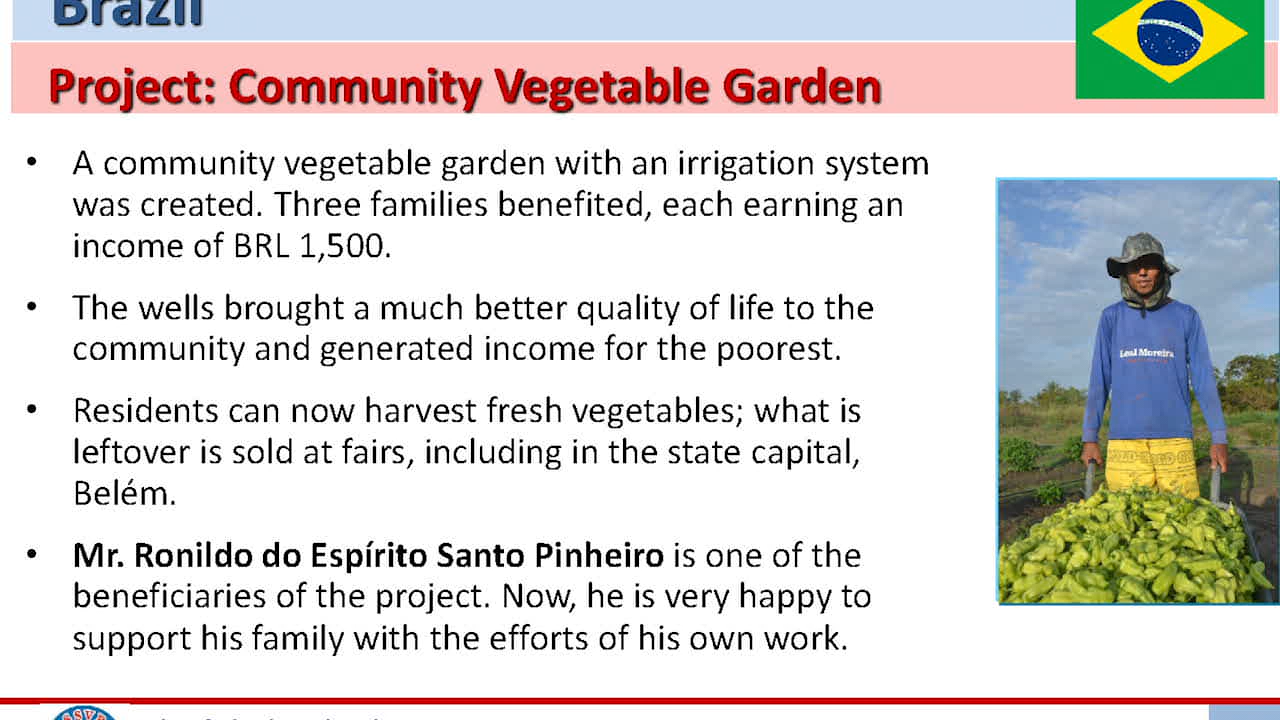 Brazil
Project: Community Vegetable Garden
• A community vegetable garden with an irrigation system
was created. Three families benefited, each earning an
income of BRL 1,500.
• The wells brought a much better quality of life to the
community and generated income for the poorest.
• Residents can now harvest fresh vegetables; what is
leftover is sold at fairs, including in the state capital,
Belém.
• Mr. Ronildo do Espírito Santo Pinheiro is one of the
beneficiaries of the project. Now, he is very happy to
support his family with the efforts of his own work.
Leal Moreira